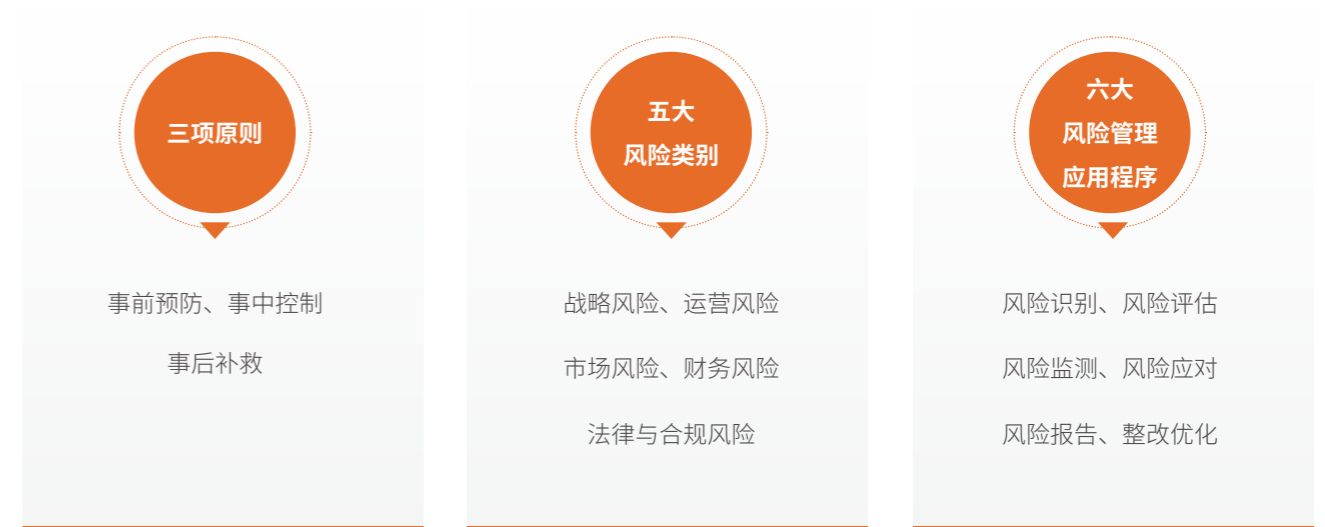 三项原则
事前预防、事中控制
事后补救
五大
风险类别
战略风险、运营风险
市场风险、财务风险
法律与合规风险
六大
风险管理
应用程序
风险识别、风险评估
风险监测、风险应对
风险报告、整改优化